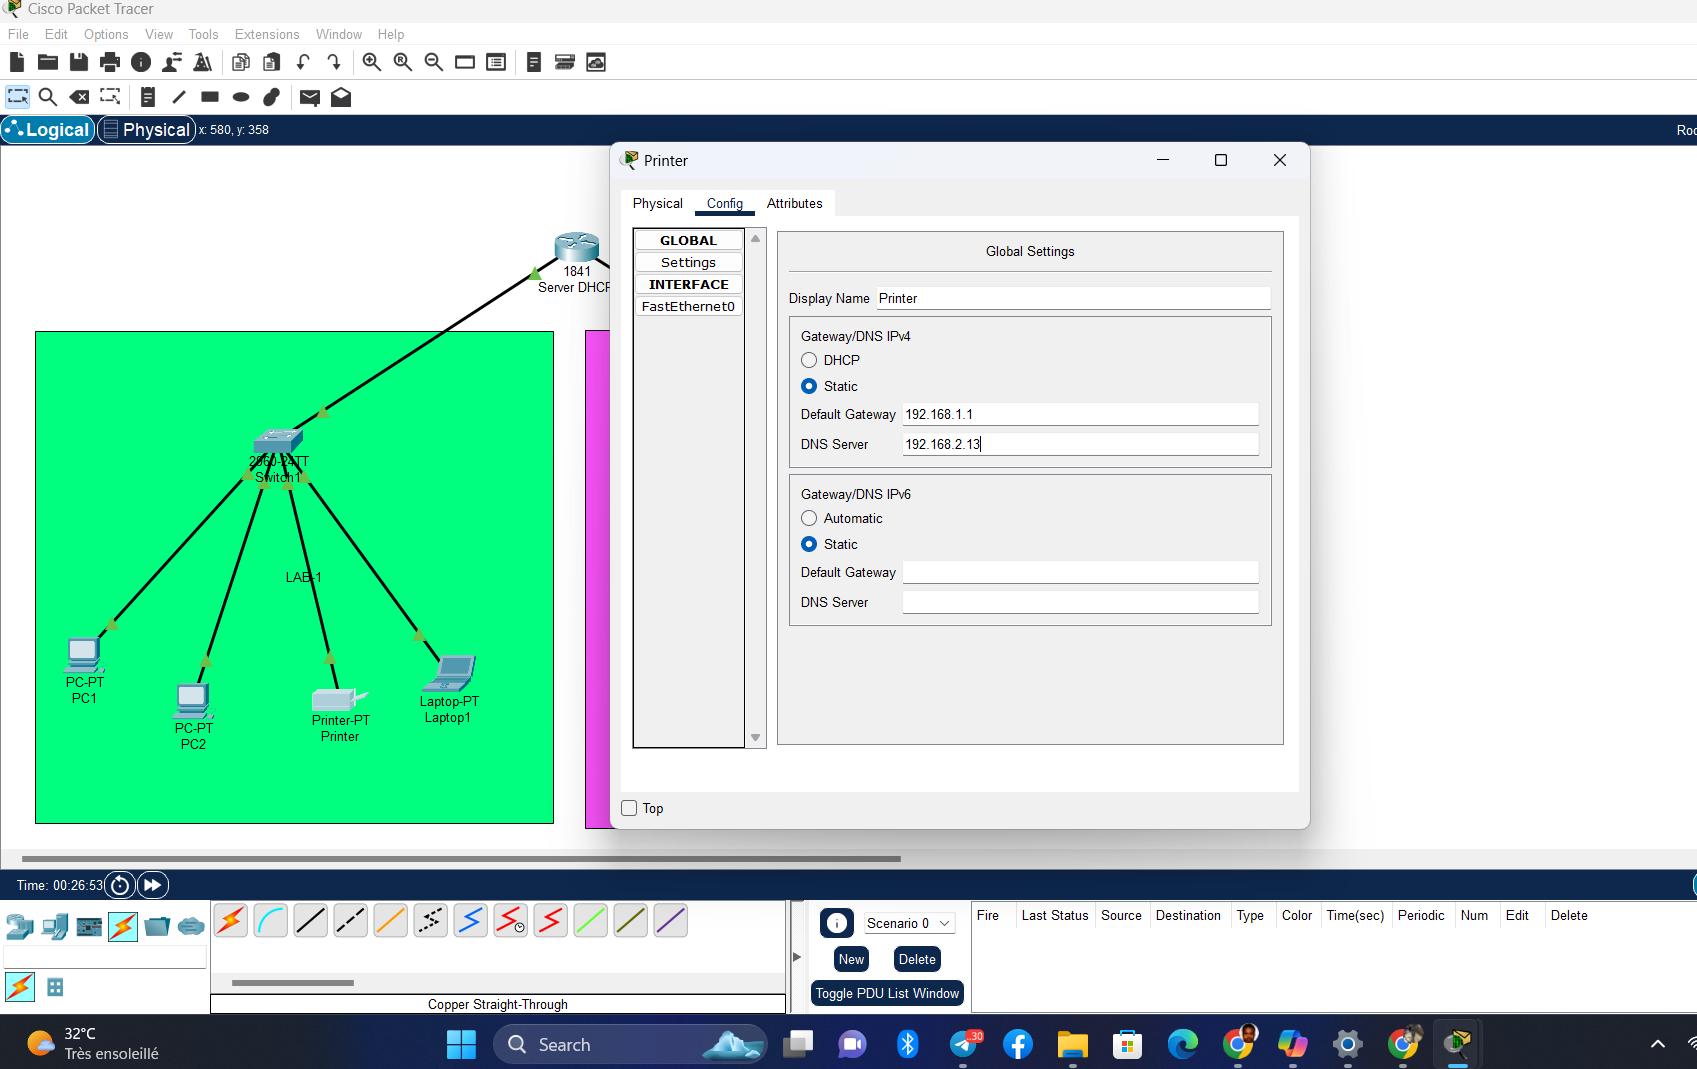 Cisco Packet Tracer
File Edit Options View Tools Extensions Window Help
Logical Physical x: 580, y: 358
Roo
Printer
Physical Config Attributes
GLOBAL
Settings
INTERFACE
FastEthernet0
Global Settings
Display Name Printer
Gateway/DNS IPv4
DHCP
Static
Default Gateway 192.168.1.1
DNS Server 192.168.2.13
Gateway/DNS IPv6
Automatic
Static
Default Gateway
DNS Server
Top
1841
Server DHCP
2960-24TT
Switch1
LAB-1
PC-PT
PC1
PC-PT
PC2
Printer-PT
Printer
Laptop-PT
Laptop1
Time: 00:26:53
Copper Straight-Through
Scenario 0
New Delete
Toggle PDU List Window
Fire Last Status Source Destination Type Color Time(sec) Periodic Num Edit Delete
32°C
Très ensoleillé
Search
..30